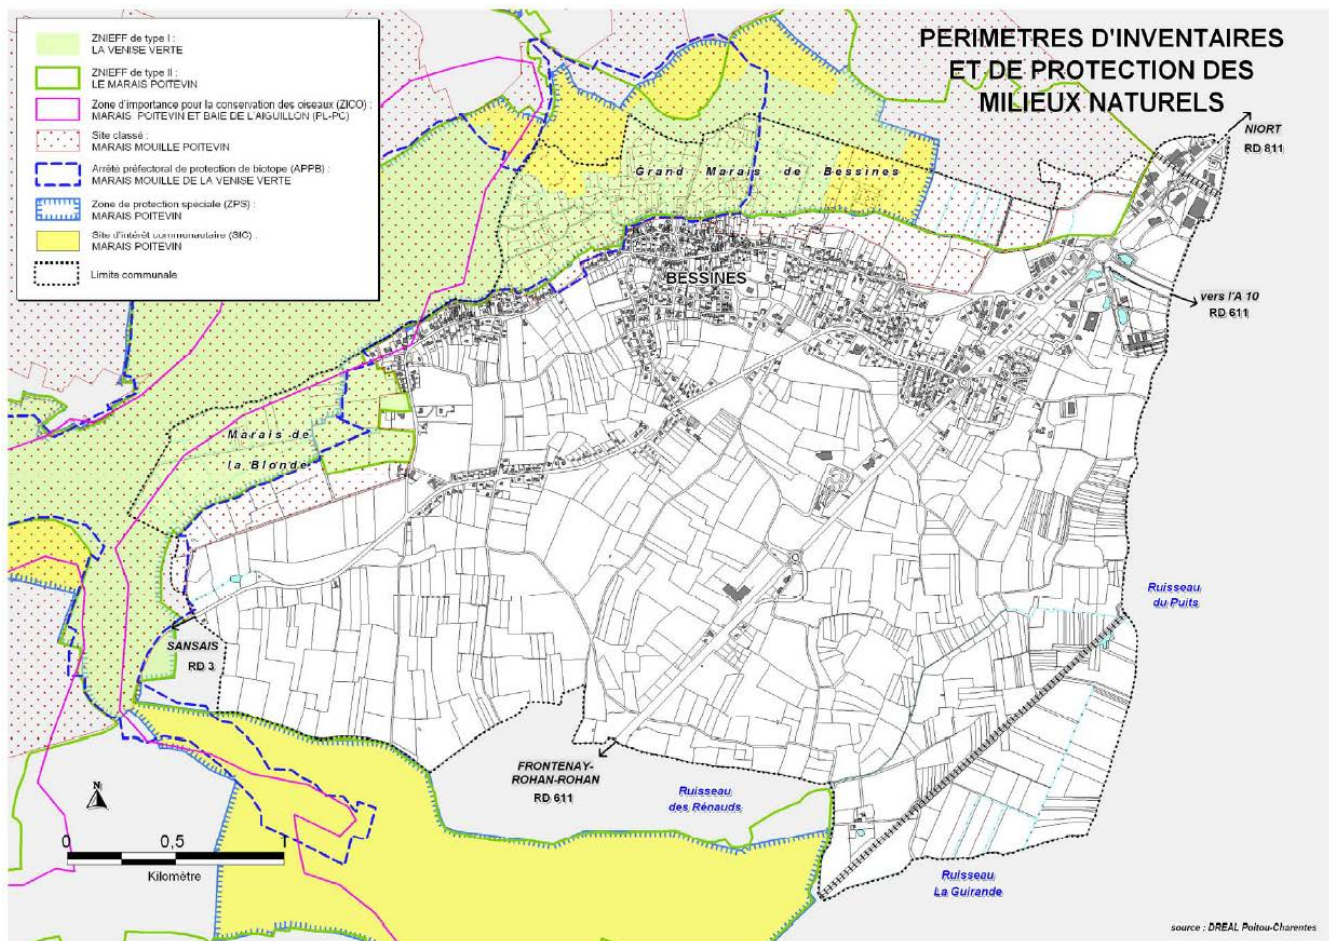 PERIMETRES D'INVENTAIRES
ET DE PROTECTION DES
MILIEUX NATURELS
ZNIEFF de type I :
LA VENISE VERTE
ZNIEFF de type II :
LE MARAIS POITEVIN
Zone d'importance pour la conservation des oiseaux (ZICO) :
MARAIS POITEVIN ET BAIE DE L'AIGUILLON (PL-PC)
Site classé :
MARAIS MOUILLE POITEVIN
Arrêté préfectoral de protection de biotope (APPB) :
MARAIS MOUILLE DE LA VENISE VERTE
Zone de protection spéciale (ZPS) :
MARAIS POITEVIN
Site d'intérêt communautaire (SIC) :
MARAIS POITEVIN
Limite communale
NIORT
RD 811
Grand Marais de Bessines
BESSINES
vers l'A 10
RD 611
Marais de
la Blonde
Ruisseau
du Puits
SANSAIS
RD 3
FRONTENAY-
ROHAN-ROHAN
RD 611
Ruisseau
des Rénauds
Ruisseau
La Guirande
N
0 0,5 1
Kilomètre
source : DREAL Poitou-Charentes